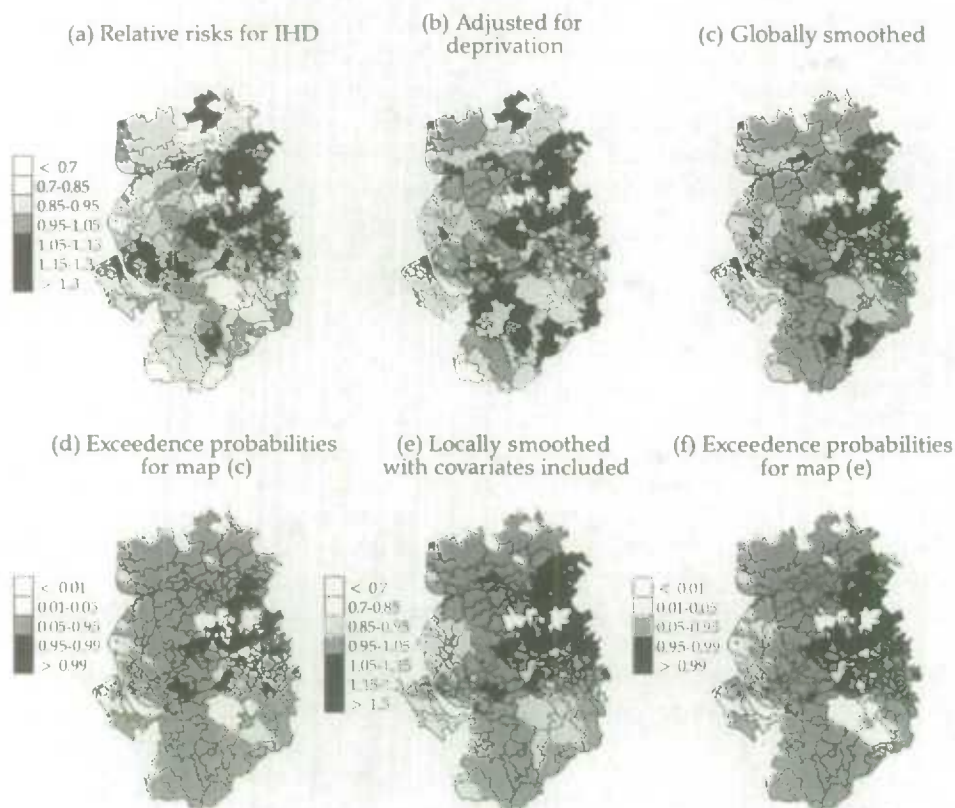 (a) Relative risks for IHD
(b) Adjusted for
deprivation
(c) Globally smoothed
< 0.7
0.7-0.85
0.85-0.95
0.95-1.05
1.05-1.15
1.15-1.3
> 1.3
(d) Exceedence probabilities
for map (c)
(e) Locally smoothed
with covariates included
(f) Exceedence probabilities
for map (e)
< 0.01
0.01-0.05
0.05-0.95
0.95-0.99
> 0.99
< 0.7
0.7-0.85
0.85-0.95
0.95-1.05
1.05-1.15
> 1.3
< 0.01
0.01-0.05
0.05-0.95
0.95-0.99
> 0.99